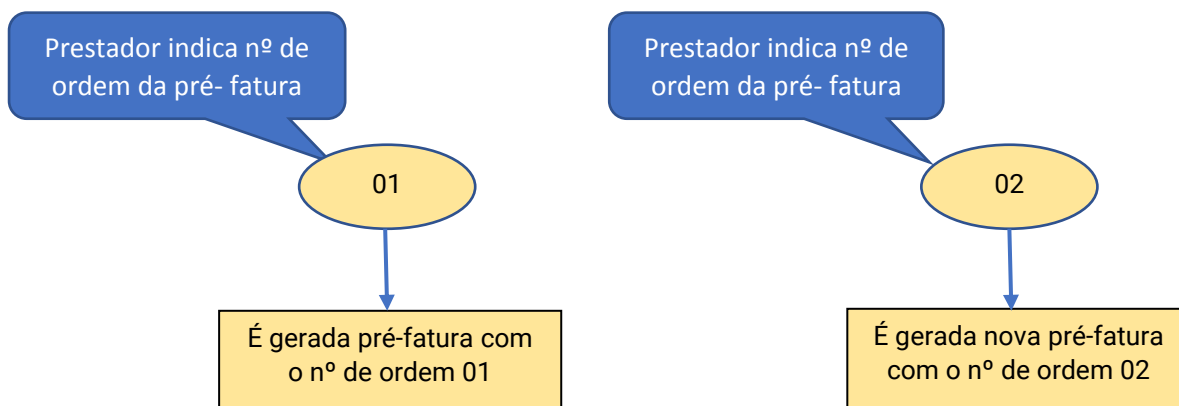 Prestador indica nº de
ordem da pré- fatura
01
É gerada pré-fatura com
o nº de ordem 01
Prestador indica nº de
ordem da pré- fatura
02
É gerada nova pré-fatura
com o nº de ordem 02